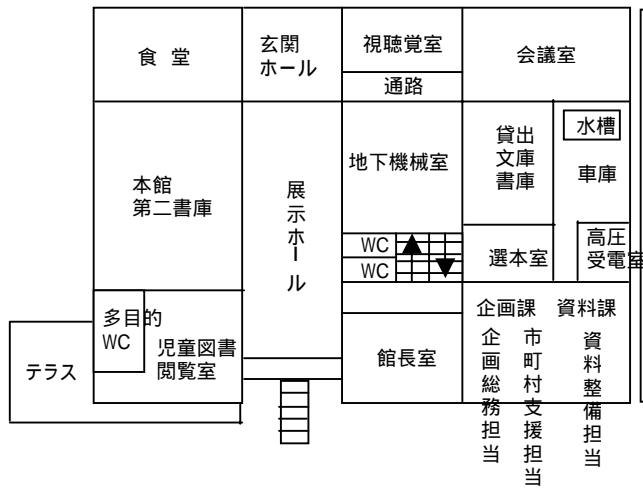 食 堂
玄関
ホール
視聴覚室
通路
会議室
本館
第二書庫
展示ホール
地下機械室
貸出
文庫
書庫
水槽
車庫
WC
WC
選本室
高圧
受電室
多目的
WC
児童図書
閲覧室
テラス
館長室
企画課
資料課
企画総務担当
市町村支援担当
資料整備担当